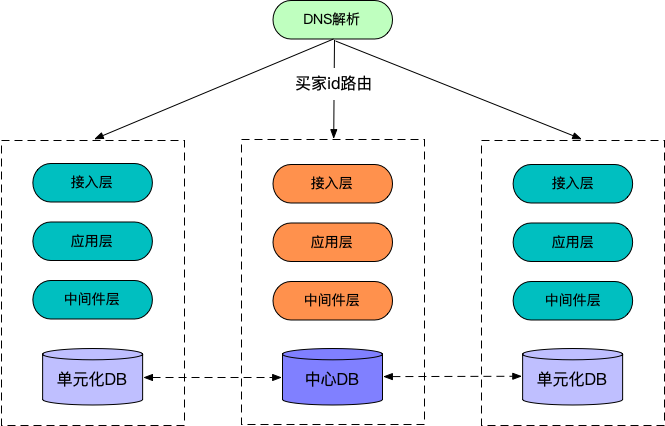 DNS解析
买家id路由
接入层
应用层
中间件层
单元化DB
接入层
应用层
中间件层
中心DB
接入层
应用层
中间件层
单元化DB